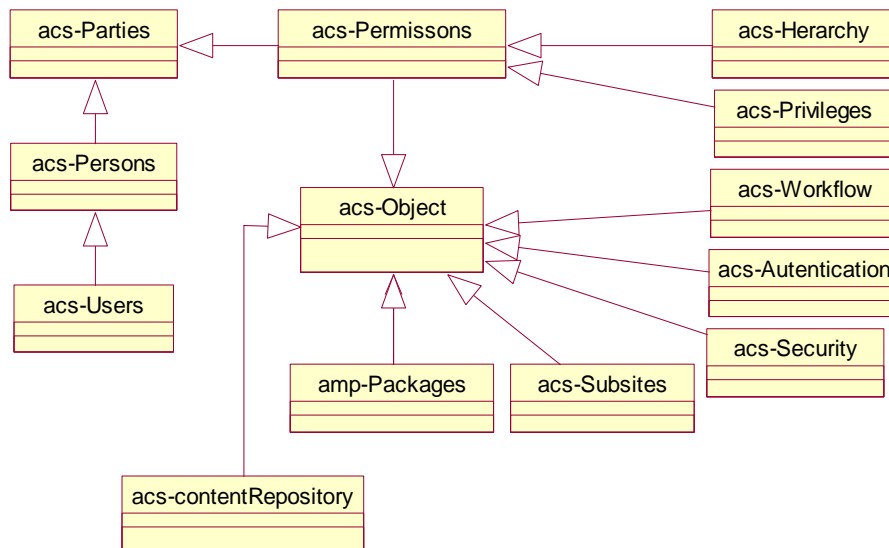 acs-Parties
acs-Permissons
acs-Herarchy
acs-Privileges
acs-Persons
acs-Object
acs-Workflow
acs-Autentication
acs-Users
acs-Security
amp-Packages
acs-Subsites
acs-contentRepository